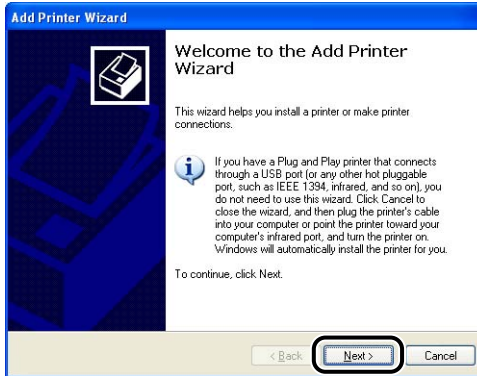 Add Printer Wizard
Welcome to the Add Printer
Wizard
This wizard helps you install a printer or make printer
connections.
If you have a Plug and Play printer that connects
through a USB port (or any other hot pluggable
port, such as IEEE 1394, infrared, and so on), you
do not need to use this wizard. Click Cancel to
close the wizard, and then plug the printer's cable
into your computer or point the printer toward your
computer's infrared port, and turn the printer on.
Windows will automatically install the printer for you.
To continue, click Next.
< Back Next > Cancel